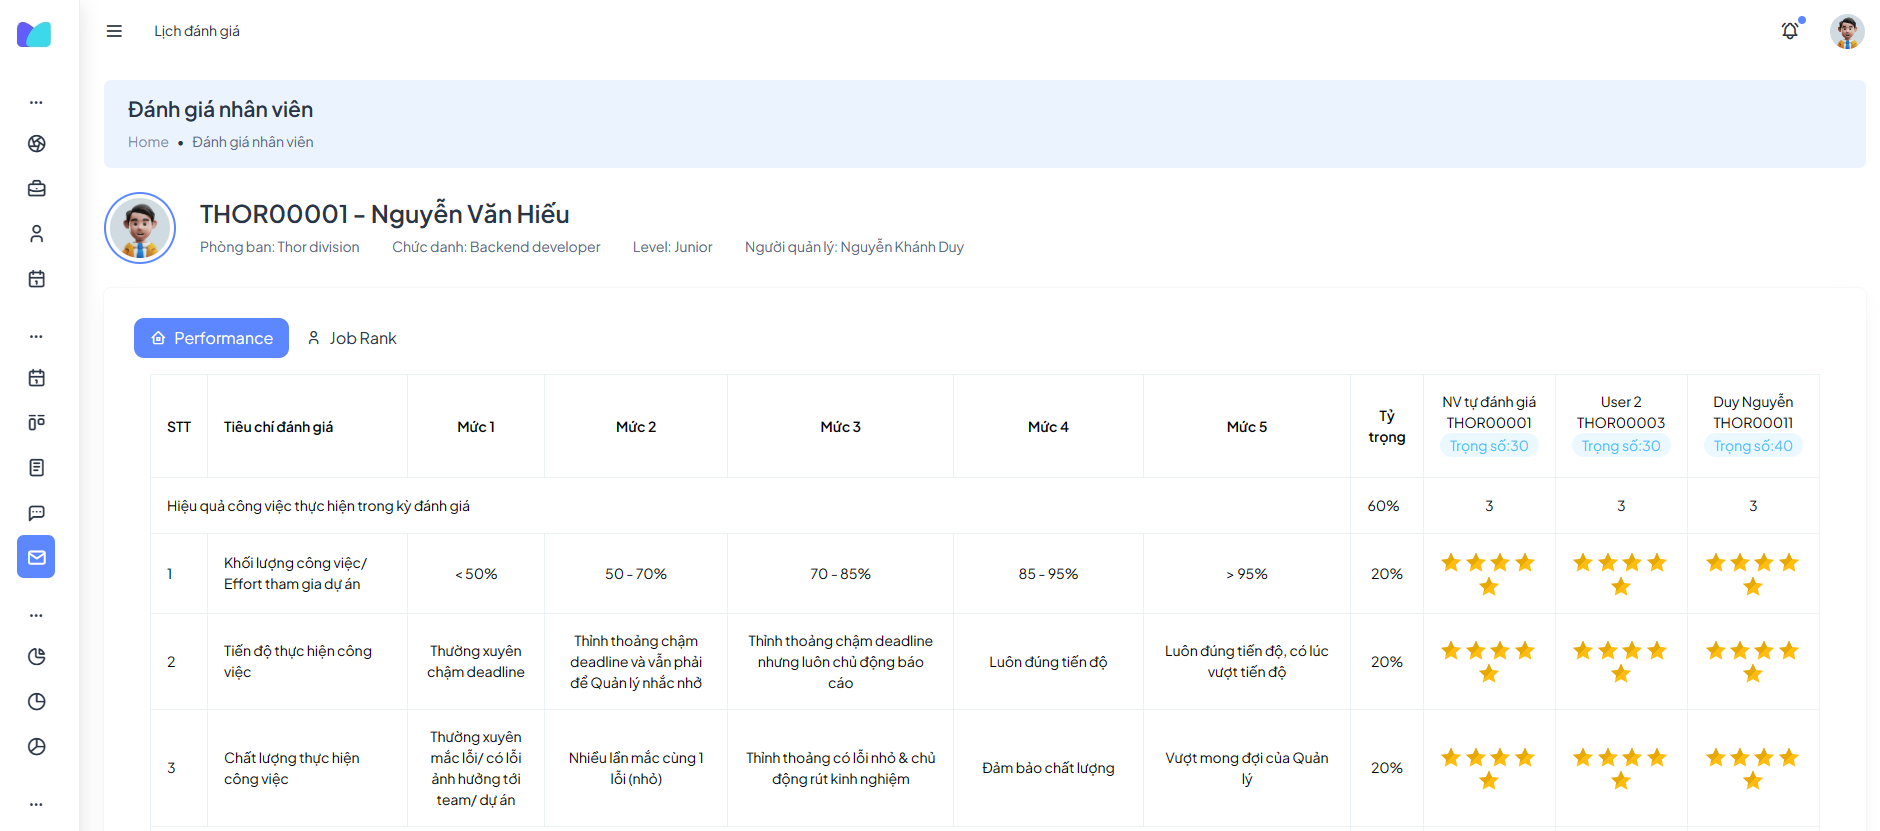 Lịch đánh giá
Đánh giá nhân viên
Home • Đánh giá nhân viên
THOR00001 - Nguyễn Văn Hiếu
Phòng ban: Thor division Chức danh: Backend developer Level: Junior Người quản lý: Nguyễn Khánh Duy
Performance Job Rank
STT Tiêu chí đánh giá Mức 1 Mức 2 Mức 3 Mức 4 Mức 5
Tỷ
trọng
NV tự đánh giá
THOR00001
Trọng số:30
User 2
THOR00003
Trọng số:30
Duy Nguyễn
THOR00011
Trọng số:40
Hiệu quả công việc thực hiện trong kỳ đánh giá 60% 3 3 3
1
Khối lượng công việc/
Effort tham gia dự án
< 50% 50 - 70% 70 - 85% 85 - 95% > 95% 20%
2
Tiến độ thực hiện công
việc
Thường xuyên
chậm deadline
Thỉnh thoảng chậm
deadline và vẫn phải
để Quản lý nhắc nhở
Thỉnh thoảng chậm deadline
nhưng luôn chủ động báo
cáo
Luôn đúng tiến độ
Luôn đúng tiến độ, có lúc
vượt tiến độ
20%
3
Chất lượng thực hiện
công việc
Thường xuyên
mắc lỗi/ có lỗi
ảnh hưởng tới
team/ dự án
Nhiều lần mắc cùng 1
lỗi (nhỏ)
Thỉnh thoảng có lỗi nhỏ & chủ
động rút kinh nghiệm
Đảm bảo chất lượng
Vượt mong đợi của Quản
lý
20%